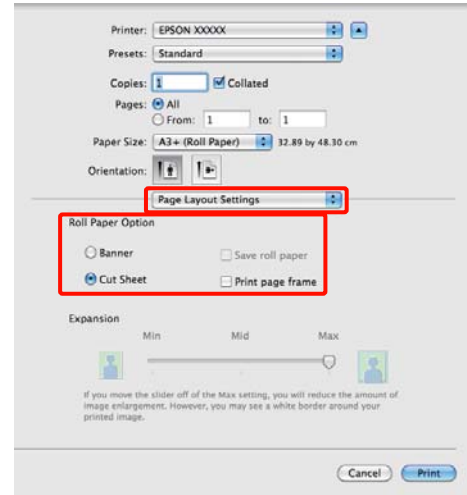 Printer: EPSON XXXXX
Presets: Standard
Copies: 1 Collated
Pages: All
From: 1 to: 1
Paper Size: A3+ (Roll Paper) 32.89 by 48.30 cm
Orientation:
Page Layout Settings
Roll Paper Option
Banner Save roll paper
Cut Sheet Print page frame
Expansion
Min Mid Max
If you move the slider off of the Max setting, you will reduce the amount of
image enlargement. However, you may see a white border around your
printed image.
Cancel Print